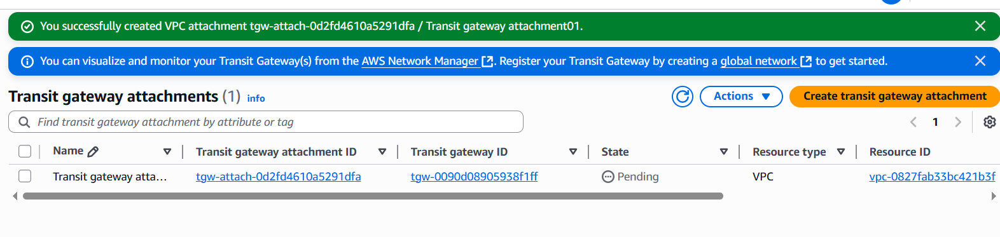 You successfully created VPC attachment tgw-attach-0d2fd4610a5291dfa / Transit gateway attachment01.
You can visualize and monitor your Transit Gateway(s) from the AWS Network Manager. Register your Transit Gateway by creating a global network to get started.
Transit gateway attachments (1) info
Actions
Create transit gateway attachment
Find transit gateway attachment by attribute or tag
1
Name Transit gateway attachment ID Transit gateway ID State Resource type Resource ID
Transit gateway atta... tgw-attach-0d2fd4610a5291dfa tgw-0090d08905938f1ff Pending VPC vpc-0827fab33bc421b3f